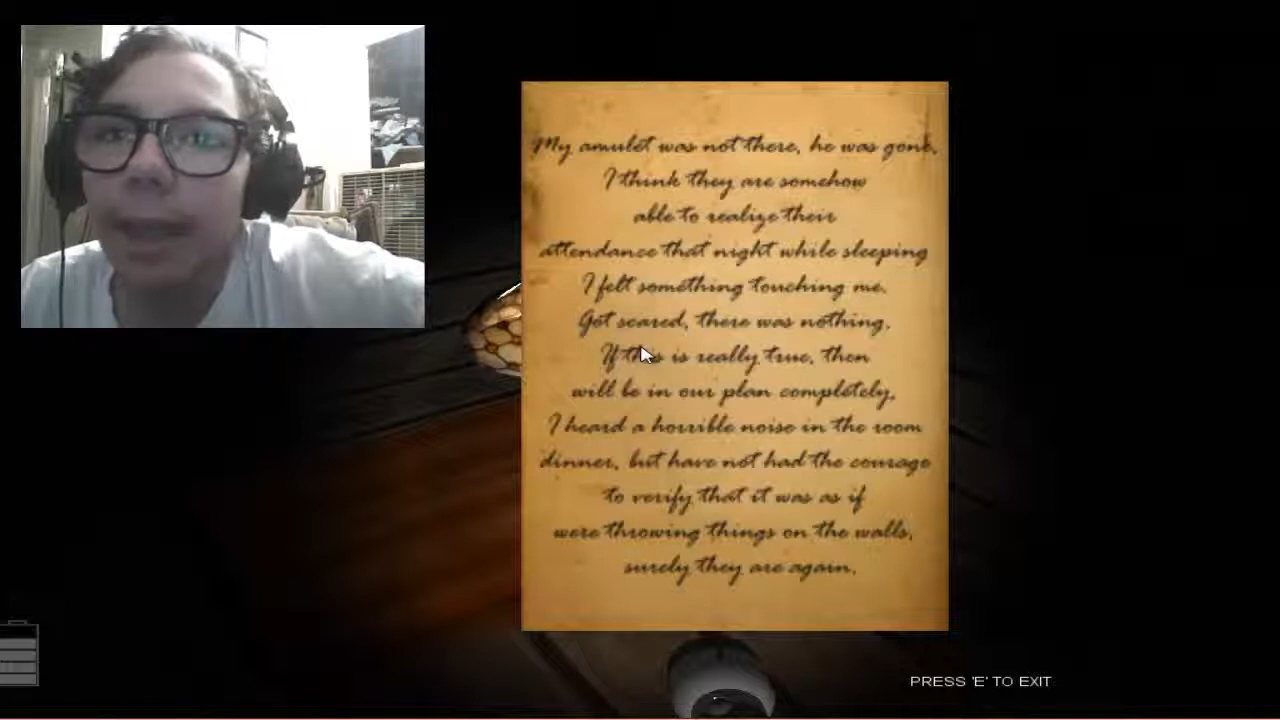 My amulet was not there, he was gone,
I think they are somehow
able to realize their
attendance that night while sleeping
I felt something touching me.
Got scared, there was nothing.
If this is really true, then
will be in our plan completely,
I heard a horrible noise in the room
dinner, but have not had the courage
to verify that it was as if
were throwing things on the walls,
surely they are again.
PRESS 'E' TO EXIT